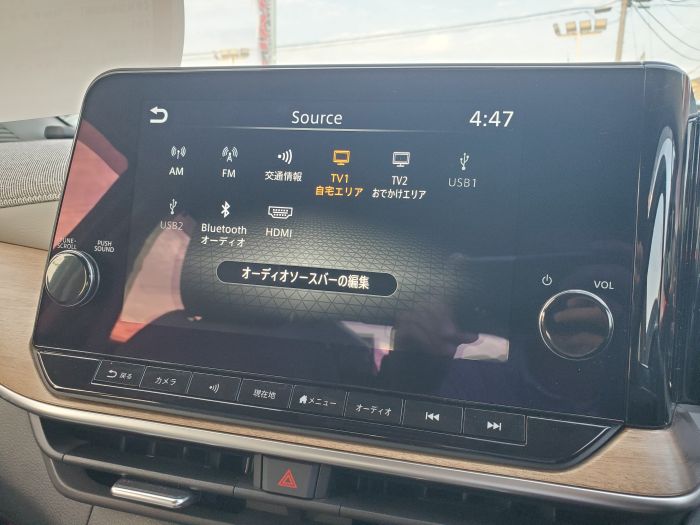 Source
4:47
AM
FM
交通情報
TV1
自宅エリア
TV2
おでかけエリア
USB1
USB2
Bluetooth
オーディオ
HDMI
オーディオソースバーの編集
TUNE･
SCROLL
PUSH
SOUND
VOL
戻る
カメラ
現在地
メニュー
オーディオ